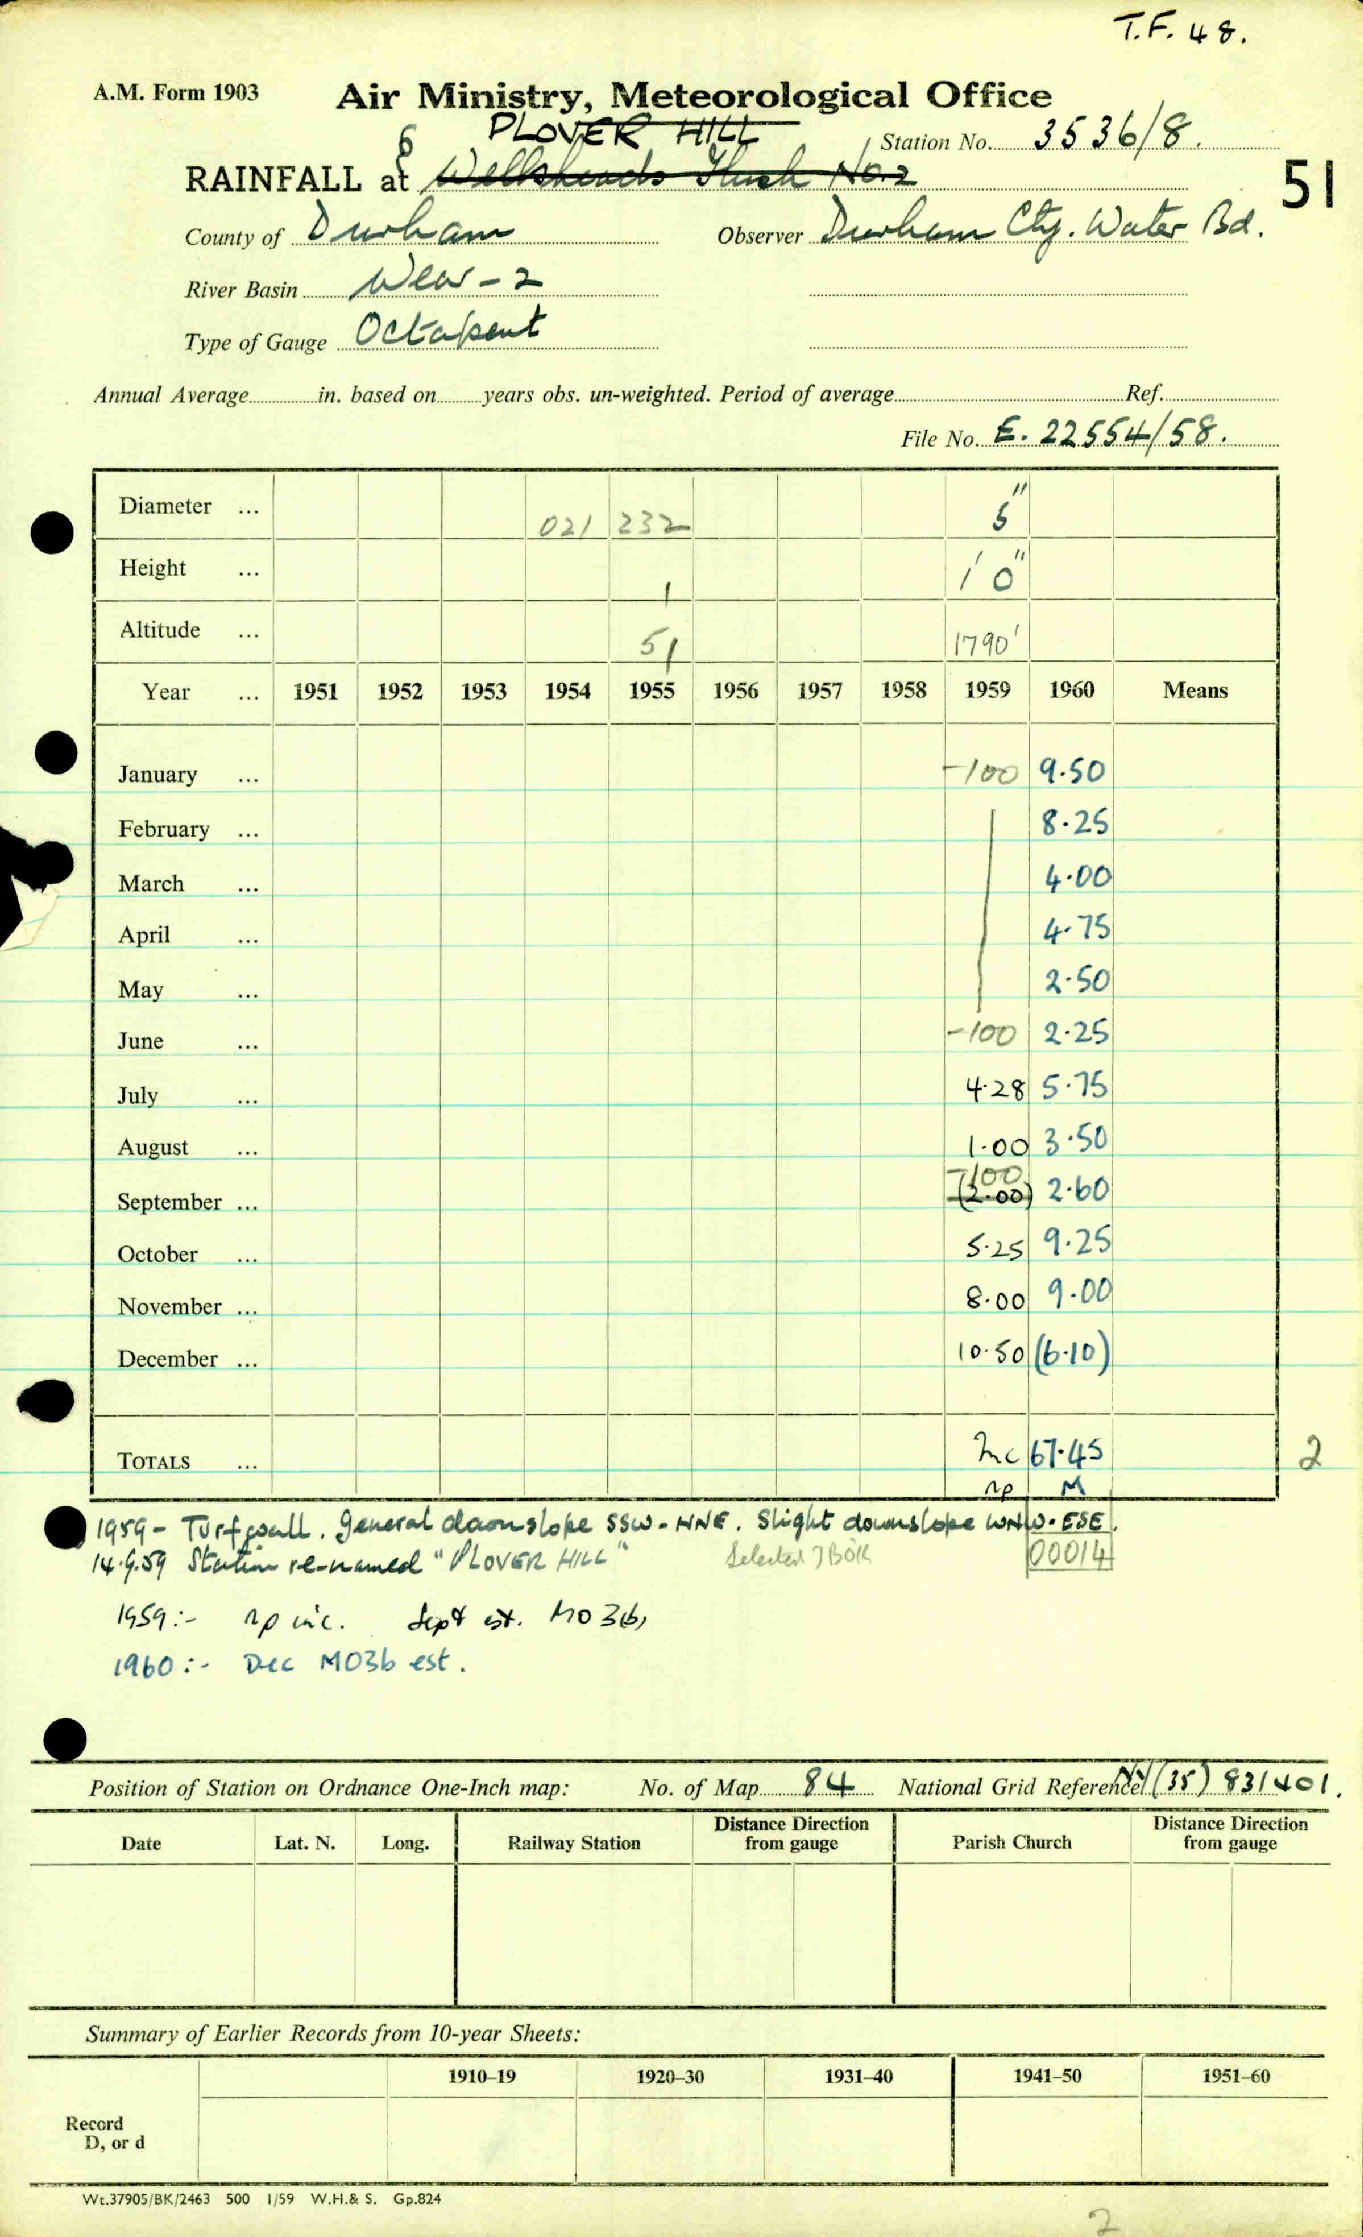 T.F. 48.
A.M. Form 1903
Air Ministry, Meteorological Office
PLOVER HILL
Station No. 3536/8.
6
RAINFALL at Wellsheads Hush No.2
51
County of Durham
Observer Durham Cty. Water Bd.
River Basin Wear - 2
Type of Gauge Octapent
Annual Average in. based on years obs. un-weighted. Period of average Ref.
File No. E. 22554/58.
Diameter ... 021 232 5"
Height ... 1 1' 0"
Altitude ... 51 1790'
Year ... 1951 1952 1953 1954 1955 1956 1957 1958 1959 1960 Means
January ... -100 9.50
February ... 8.25
March ... 4.00
April ... 4.75
May ... 2.50
June ... -100 2.25
July ... 4.28 5.75
August ... 1.00 3.50
-100
September ... (2.00) 2.60
October ... 5.25 9.25
November ... 8.00 9.00
December ... 10.50 (6.10)
TOTALS ... Inc 67.45 2
np M
1959 - Turf wall. General downslope SSW - NNE. Slight downslope WNW - ESE.
14.9.59 Station re-named "PLOVER HILL" Selected 00014
1959:- np inc. Sept est. MO3b,
1960:- Dec MO3b est.
Position of Station on Ordnance One-Inch map: No. of Map 84 National Grid Reference NY (35) 831401.
Date Lat. N. Long. Railway Station Distance Direction from gauge Parish Church Distance Direction from gauge
Summary of Earlier Records from 10-year Sheets:
1910–19 1920–30 1931–40 1941–50 1951–60
Record
D, or d
Wt.37905/BK/2463 500 1/59 W.H.& S. Gp.824
2